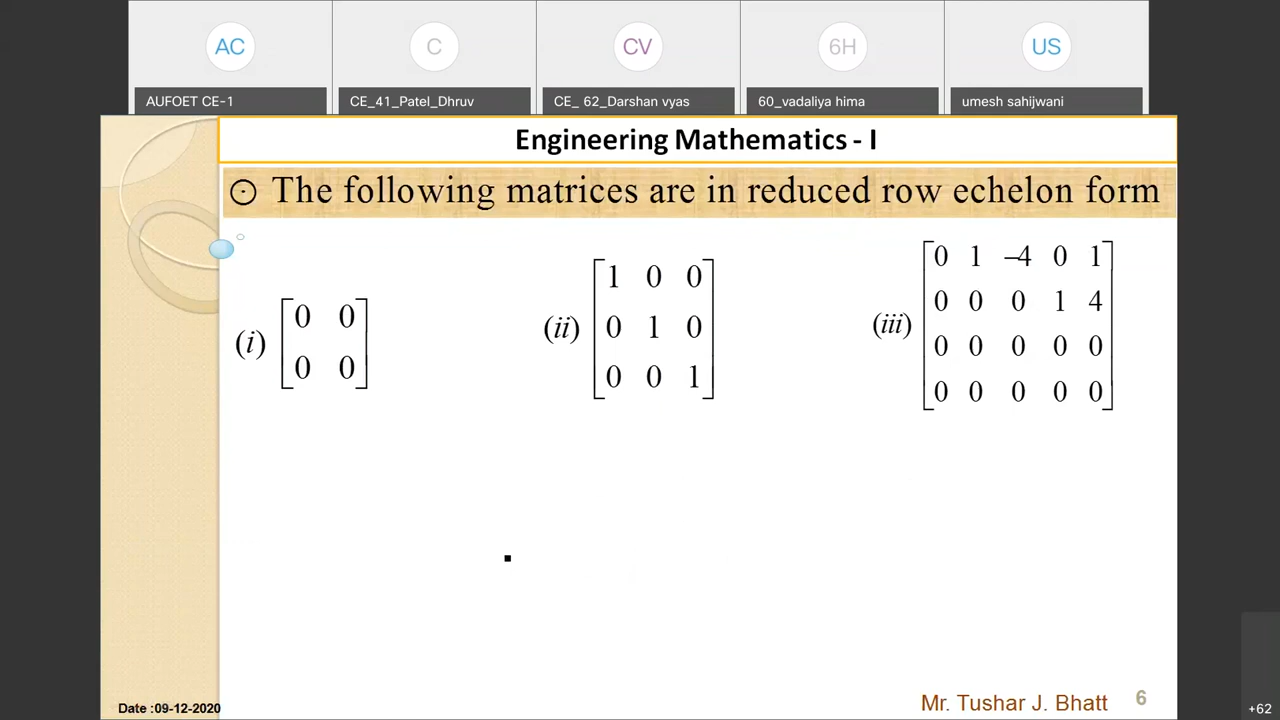 AC C CV 6H US
AUFOET CE-1 CE_41_Patel_Dhruv CE_ 62_Darshan vyas 60_vadaliya hima umesh sahijwani
Engineering Mathematics - I
⊙ The following matrices are in reduced row echelon form
(i)
0 0
0 0
(ii)
1 0 0
0 1 0
0 0 1
(iii)
0 1 –4 0 1
0 0 0 1 4
0 0 0 0 0
0 0 0 0 0
Date :09-12-2020
Mr. Tushar J. Bhatt 6
+62